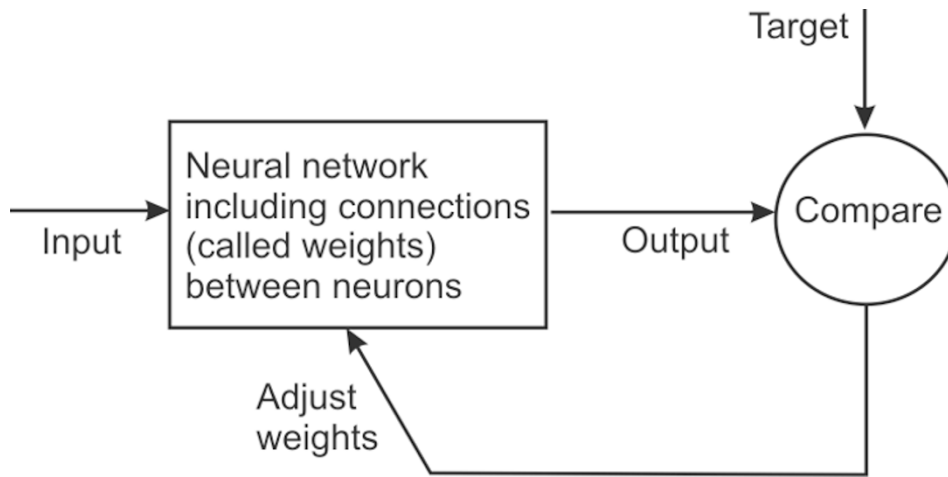 Target
Neural network
including connections
(called weights)
between neurons
Input
Output
Compare
Adjust
weights